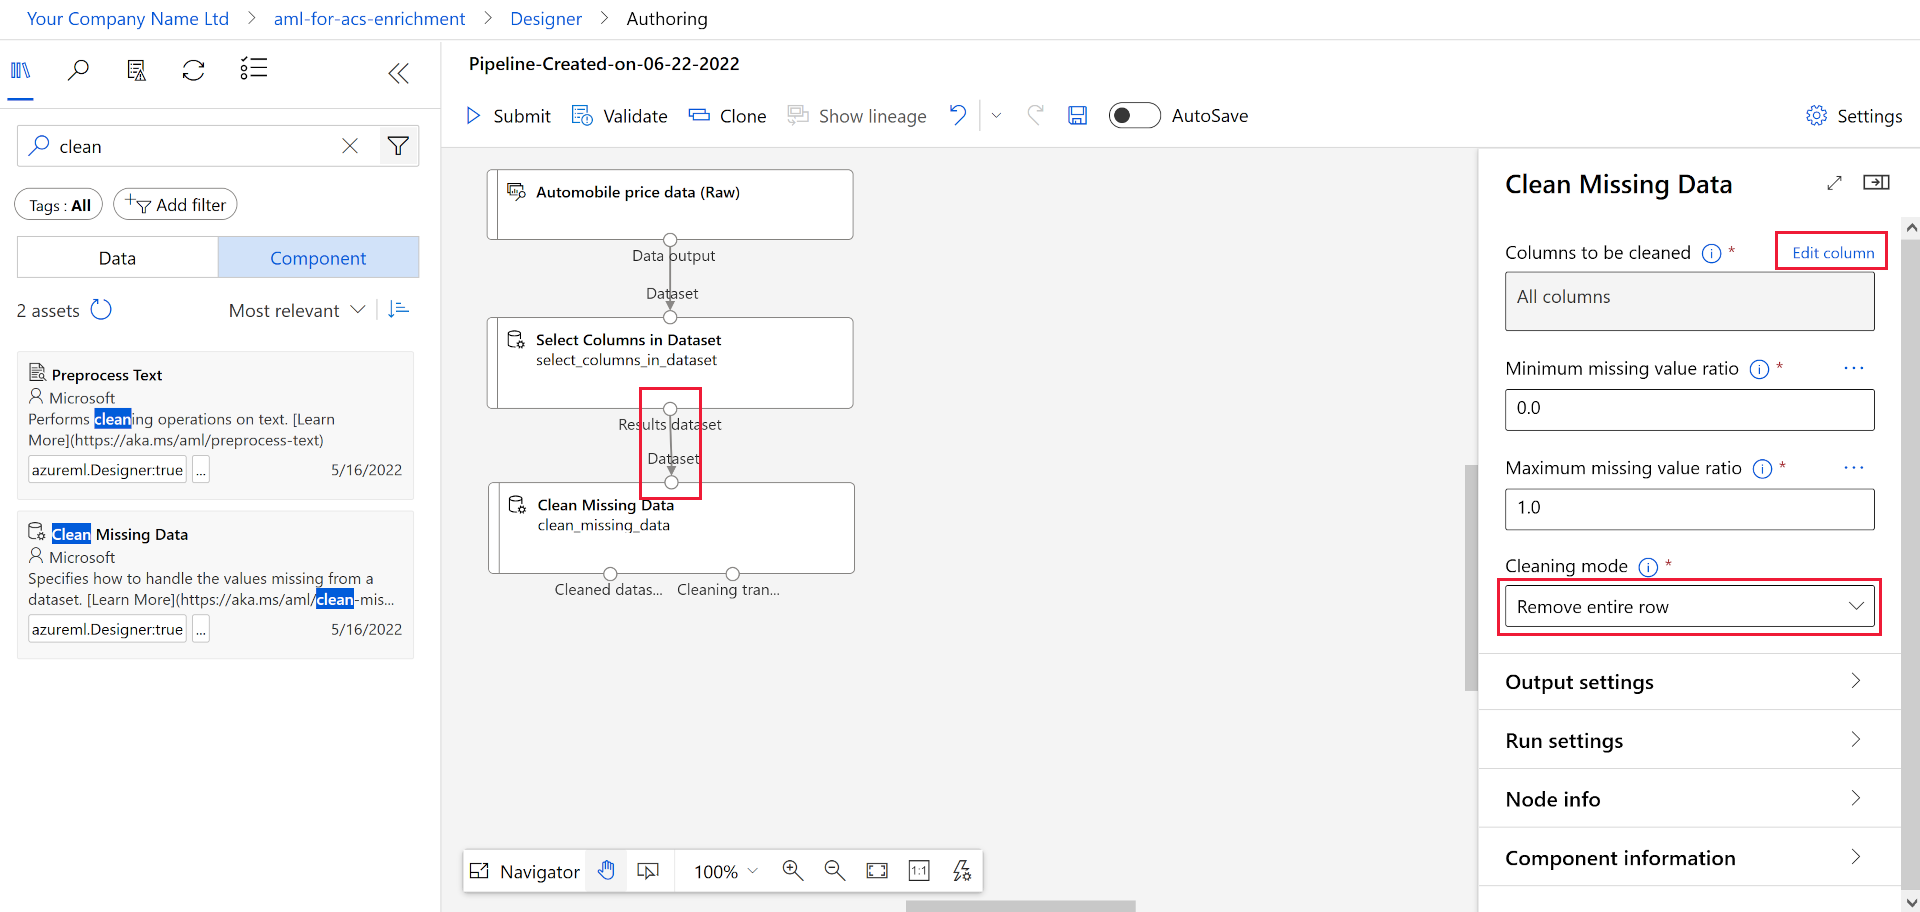 Your Company Name Ltd > aml-for-acs-enrichment > Designer > Authoring
clean
Tags : All
Add filter
Data
Component
2 assets
Most relevant
Preprocess Text
Microsoft
Performs cleaning operations on text. [Learn
More](https://aka.ms/aml/preprocess-text)
azureml.Designer:true ... 5/16/2022
Clean Missing Data
Microsoft
Specifies how to handle the values missing from a
dataset. [Learn More](https://aka.ms/aml/clean-mis...
azureml.Designer:true ... 5/16/2022
Pipeline-Created-on-06-22-2022
Submit Validate Clone Show lineage AutoSave Settings
Automobile price data (Raw)
Data output
Dataset
Select Columns in Dataset
select_columns_in_dataset
Results dataset
Dataset
Clean Missing Data
clean_missing_data
Cleaned datas... Cleaning tran...
Navigator 100% 1:1
Clean Missing Data
Columns to be cleaned * Edit column
All columns
Minimum missing value ratio * ...
0.0
Maximum missing value ratio * ...
1.0
Cleaning mode *
Remove entire row
Output settings
Run settings
Node info
Component information